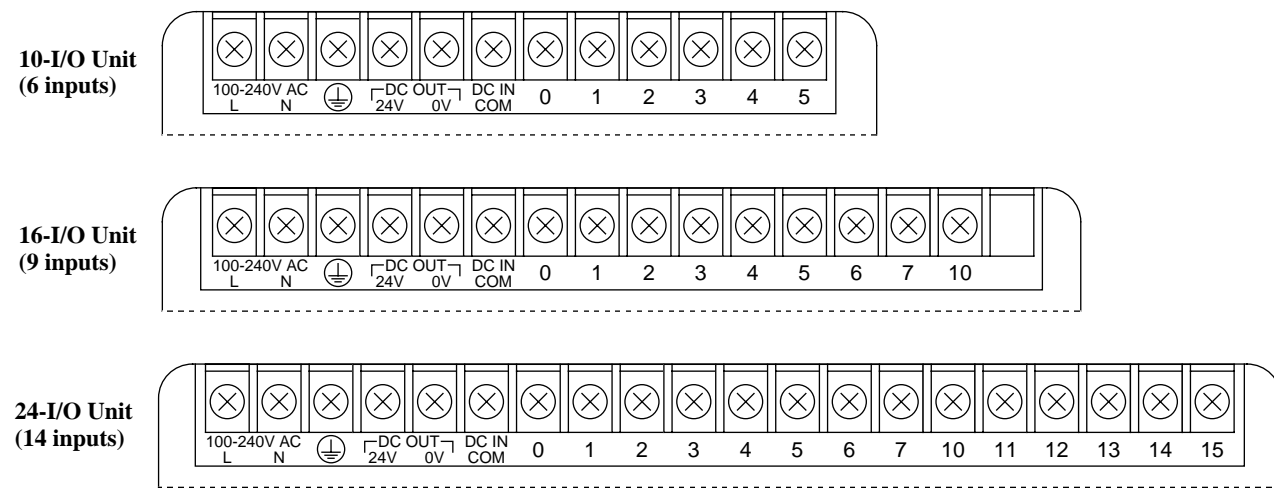 10-I/O Unit
(6 inputs)
100-240V AC DC OUT DC IN
L N 24V 0V COM 0 1 2 3 4 5
16-I/O Unit
(9 inputs)
100-240V AC DC OUT DC IN
L N 24V 0V COM 0 1 2 3 4 5 6 7 10
24-I/O Unit
(14 inputs)
100-240V AC DC OUT DC IN
L N 24V 0V COM 0 1 2 3 4 5 6 7 10 11 12 13 14 15